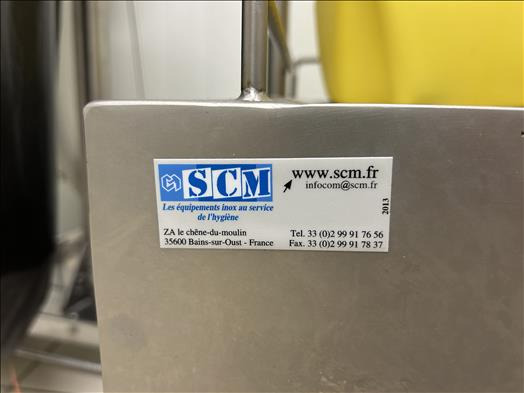 SCM
www.scm.fr
infocom@scm.fr
Les équipements inox au service
de l'hygiène
2013
ZA le chêne-du-moulin
35600 Bains-sur-Oust - France
Tel. 33 (0)2 99 91 76 56
Fax. 33 (0)2 99 91 78 37